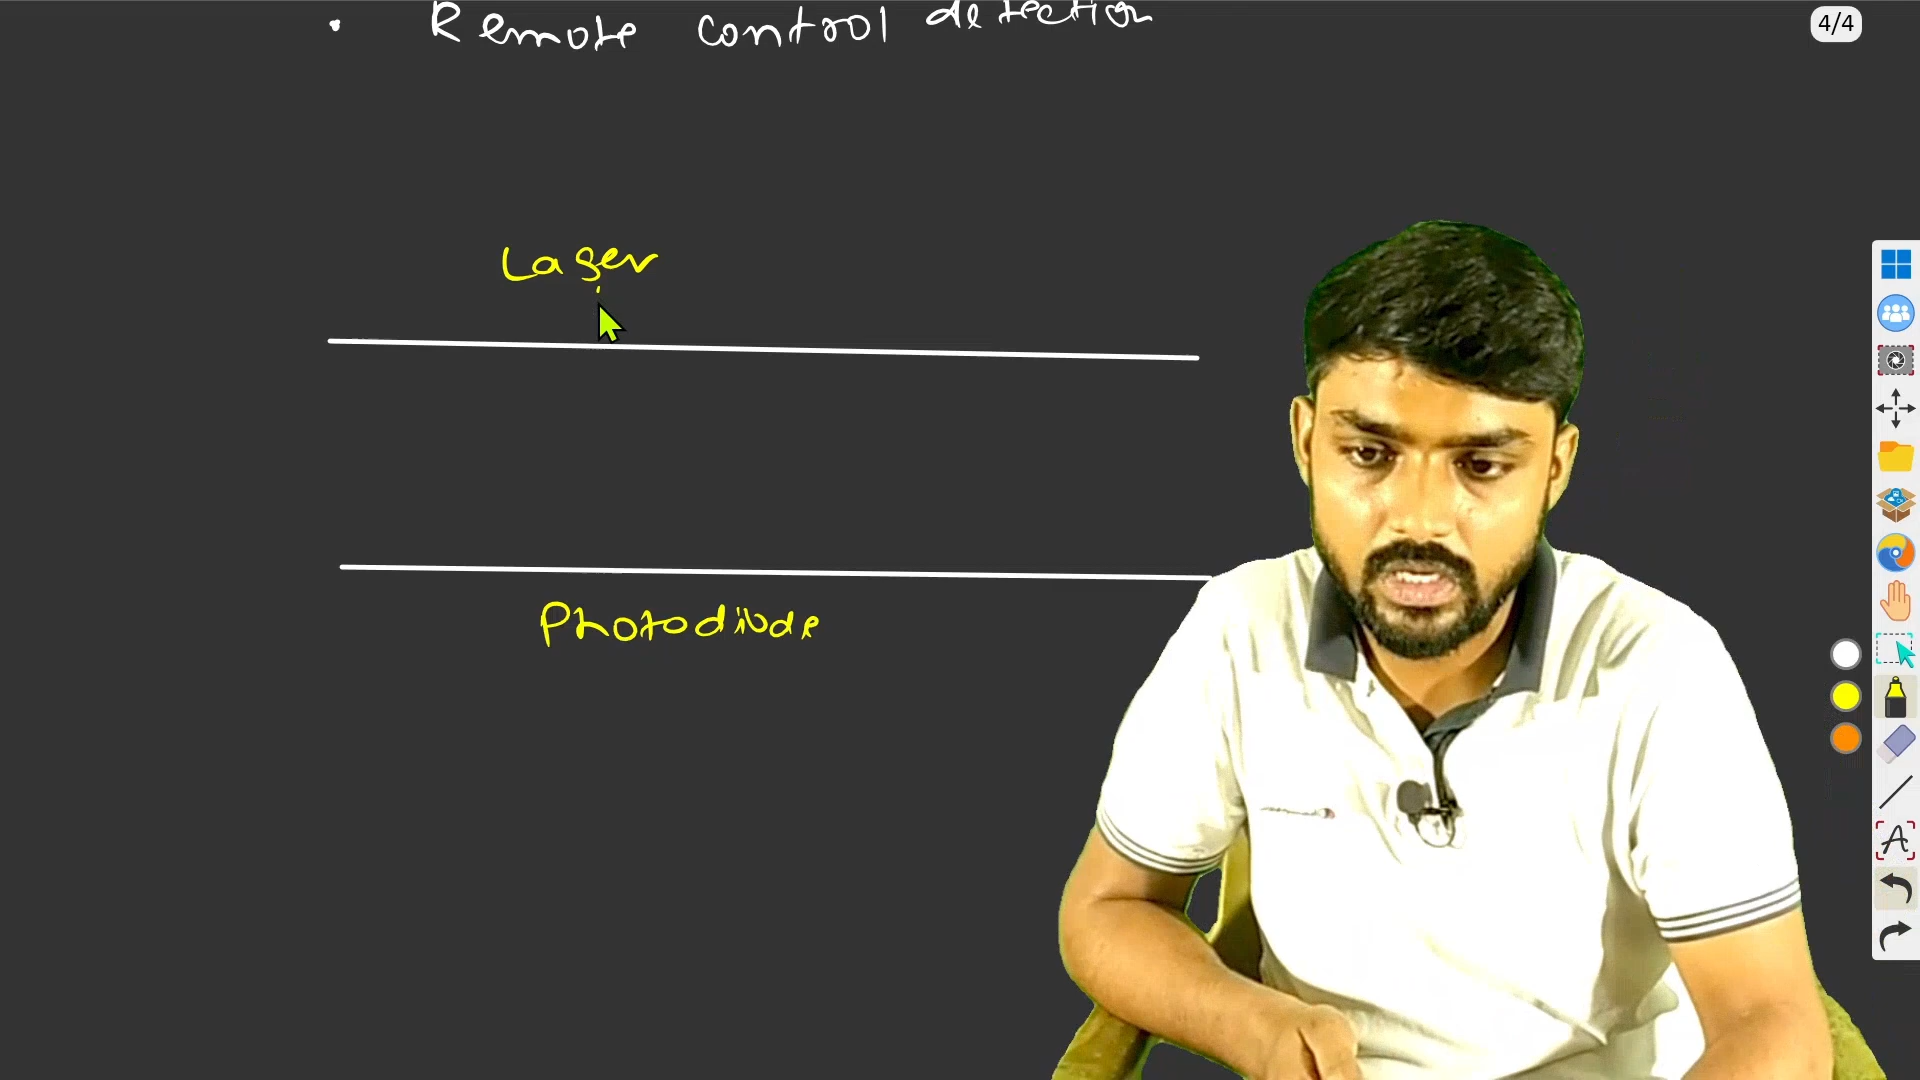 • Remote control detection
4/4
Laser
Photodiode